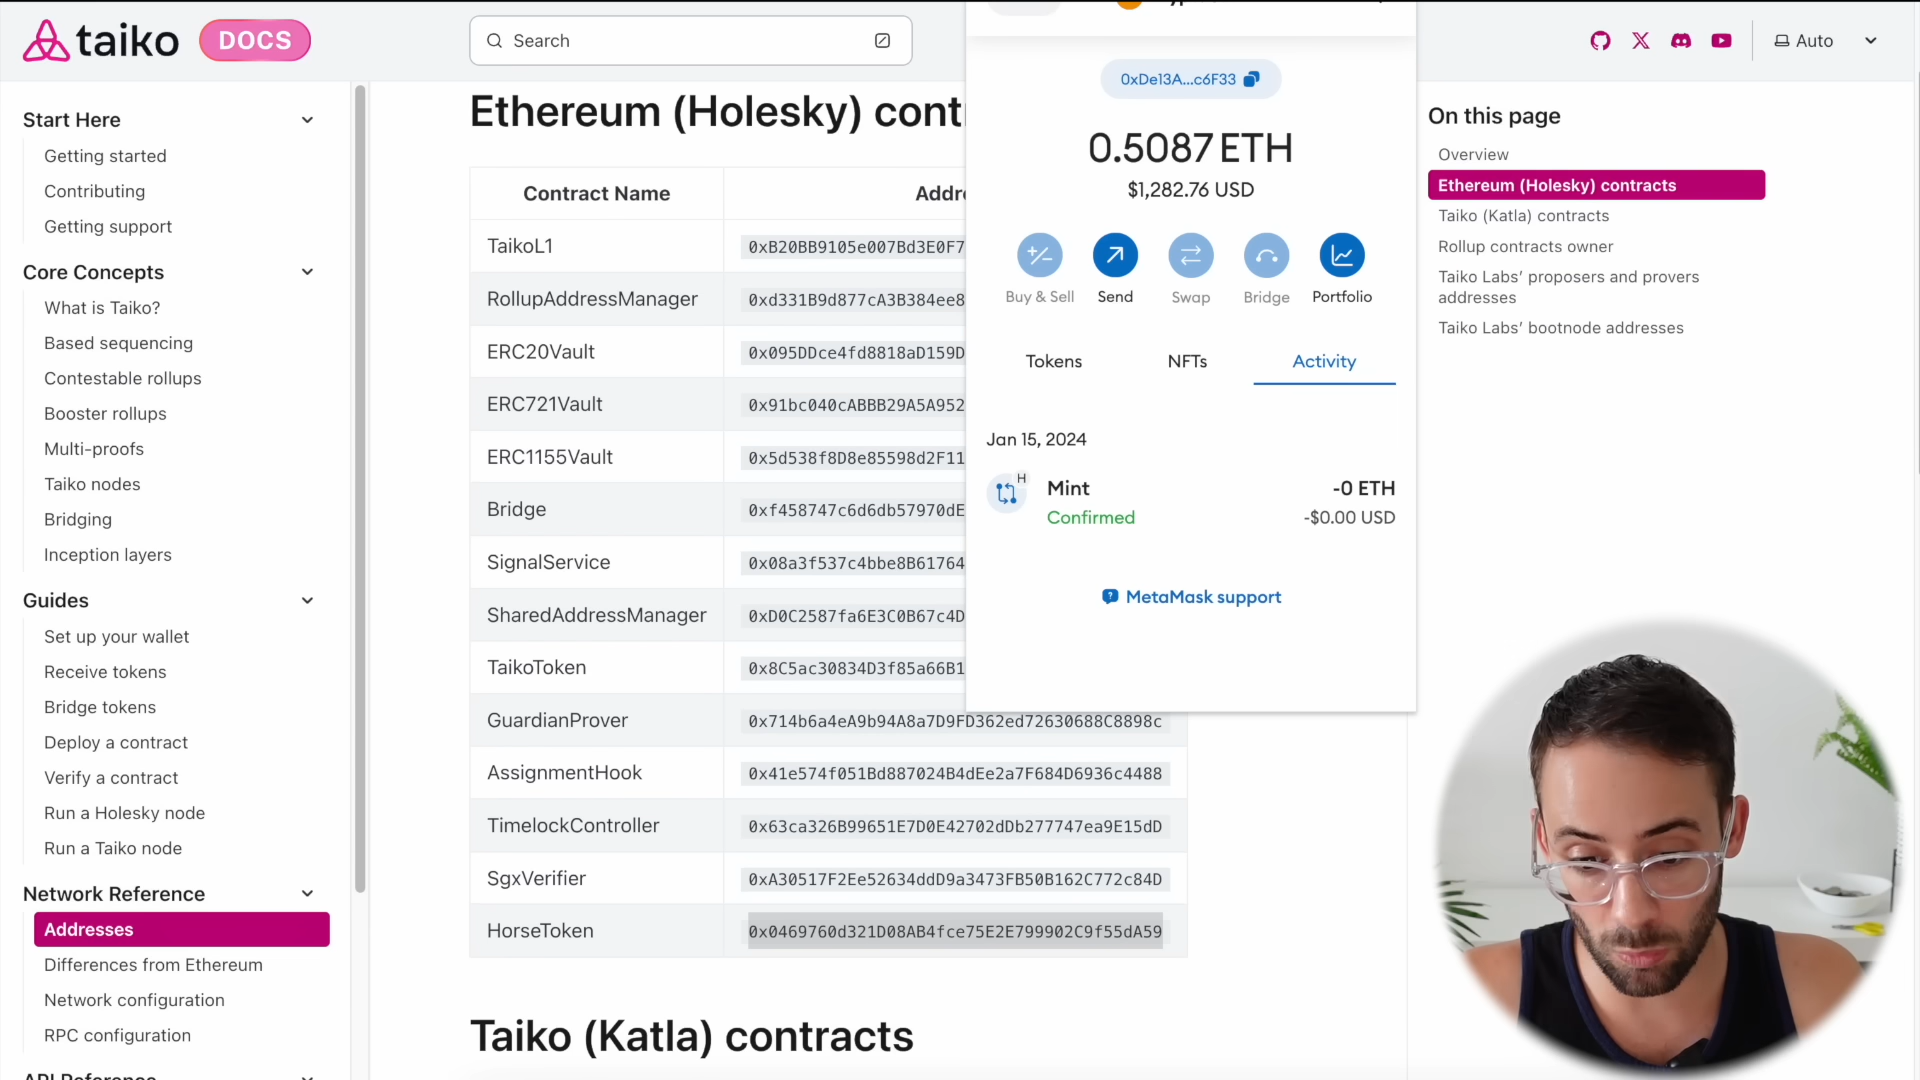 taiko DOCS
Search
Auto
Start Here
Getting started
Contributing
Getting support
Core Concepts
What is Taiko?
Based sequencing
Contestable rollups
Booster rollups
Multi-proofs
Taiko nodes
Bridging
Inception layers
Guides
Set up your wallet
Receive tokens
Bridge tokens
Deploy a contract
Verify a contract
Run a Holesky node
Run a Taiko node
Network Reference
Addresses
Differences from Ethereum
Network configuration
RPC configuration
API Reference
Ethereum (Holesky) cont
Contract Name Addre
TaikoL1 0xB20BB9105e007Bd3E0F7
RollupAddressManager 0xd331B9d877cA3B384ee8
ERC20Vault 0x095DDce4fd8818aD159D
ERC721Vault 0x91bc040cABBB29A5A952
ERC1155Vault 0x5d538f8D8e85598d2F11
Bridge 0xf458747c6d6db57970dE
SignalService 0x08a3f537c4bbe8B61764
SharedAddressManager 0xD0C2587fa6E3C0B67c4D
TaikoToken 0x8C5ac30834D3f85a66B1
GuardianProver 0x714b6a4eA9b94A8a7D9FD362ed72630688C8898c
AssignmentHook 0x41e574f051Bd887024B4dEe2a7F684D6936c4488
TimelockController 0x63ca326B99651E7D0E42702dDb277747ea9E15dD
SgxVerifier 0xA30517F2Ee52634ddD9a3473FB50B162C772c84D
HorseToken 0x0469760d321D08AB4fce75E2E799902C9f55dA59
Taiko (Katla) contracts
0xDe13A...c6F33
0.5087 ETH
$1,282.76 USD
Buy & Sell Send Swap Bridge Portfolio
Tokens NFTs Activity
Jan 15, 2024
H
Mint -0 ETH
Confirmed -$0.00 USD
MetaMask support
On this page
Overview
Ethereum (Holesky) contracts
Taiko (Katla) contracts
Rollup contracts owner
Taiko Labs’ proposers and provers
addresses
Taiko Labs’ bootnode addresses